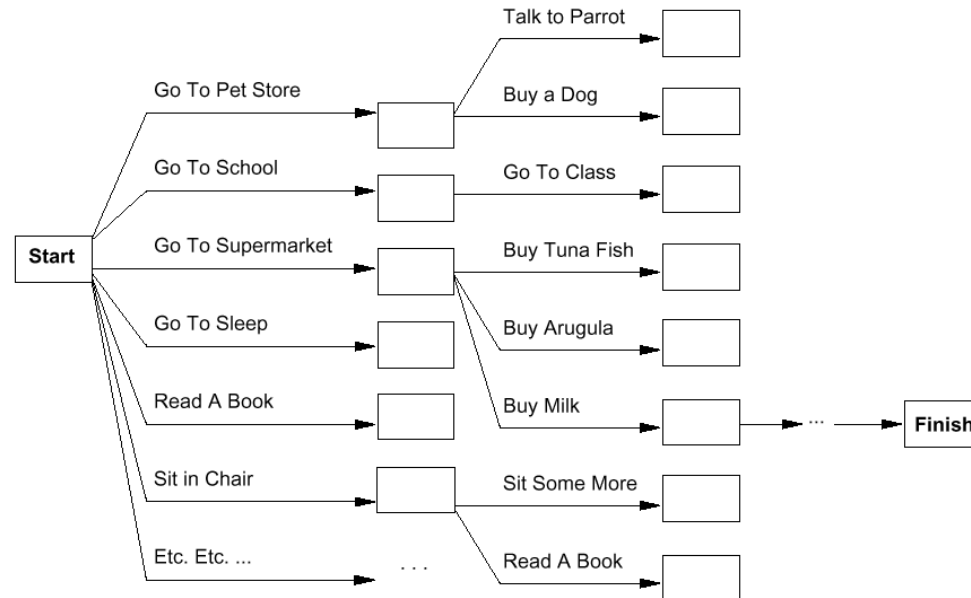 Talk to Parrot
Go To Pet Store
Buy a Dog
Go To School
Go To Class
Start
Go To Supermarket
Buy Tuna Fish
Go To Sleep
Buy Arugula
Read A Book
Buy Milk
...
Finish
Sit in Chair
Sit Some More
Etc. Etc. ...
. . .
Read A Book